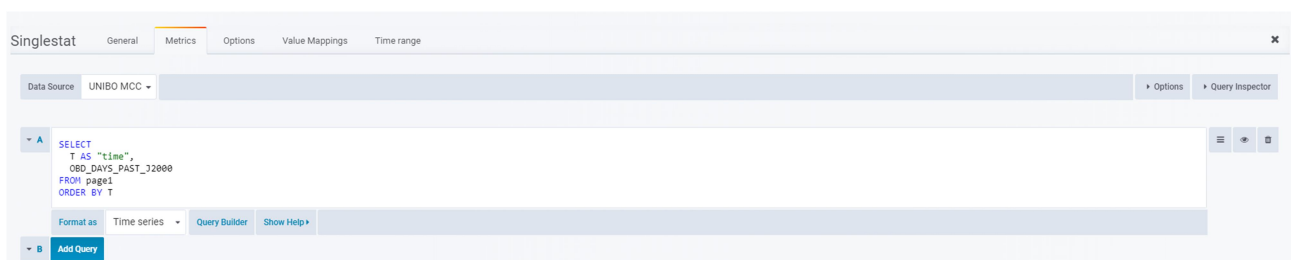 Singlestat General Metrics Options Value Mappings Time range
Data Source UNIBO MCC Options Query Inspector
A
SELECT
T AS "time",
OBD_DAYS_PAST_J2000
FROM page1
ORDER BY T
Format as Time series Query Builder Show Help
B Add Query